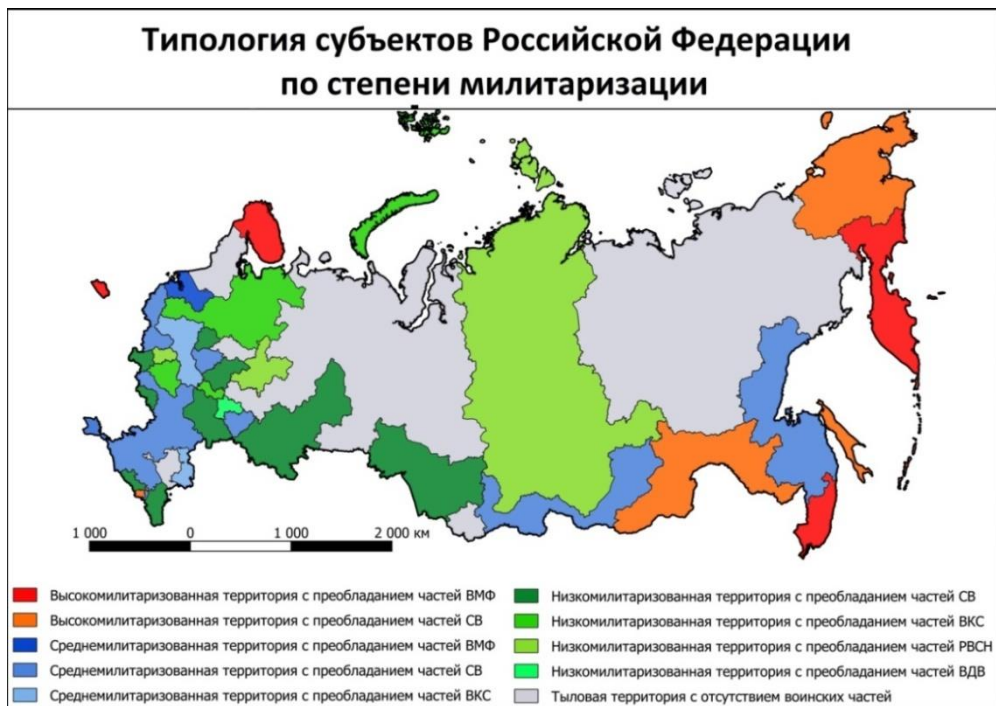 Типология субъектов Российской Федерации
по степени милитаризации
1 000 0 1 000 2 000 км
Высокомилитаризованная территория с преобладанием частей ВМФ
Высокомилитаризованная территория с преобладанием частей СВ
Среднемилитаризованная территория с преобладанием частей ВМФ
Среднемилитаризованная территория с преобладанием частей СВ
Среднемилитаризованная территория с преобладанием частей ВКС
Низкомилитаризованная территория с преобладанием частей СВ
Низкомилитаризованная территория с преобладанием частей ВКС
Низкомилитаризованная территория с преобладанием частей РВСН
Низкомилитаризованная территория с преобладанием частей ВДВ
Тыловая территория с отсутствием воинских частей